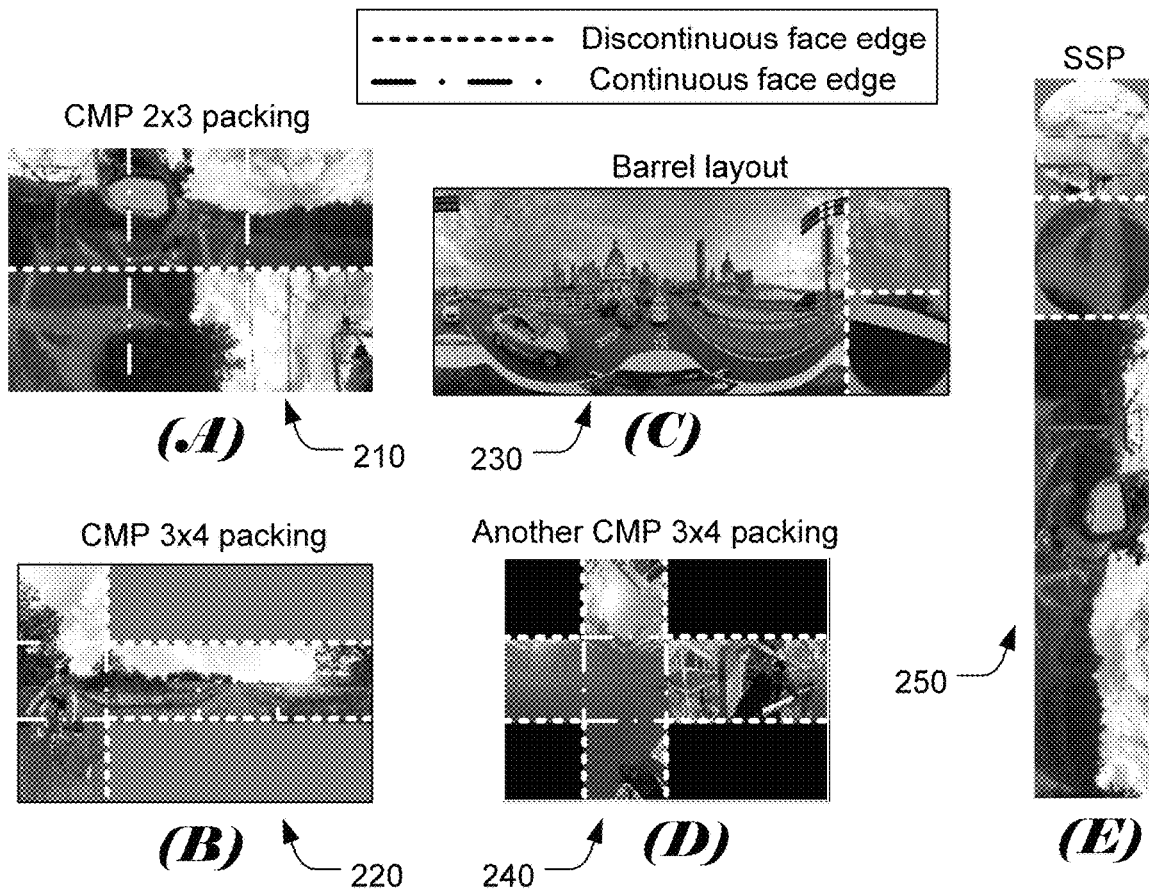 Discontinuous face edge
Continuous face edge
SSP
CMP 2x3 packing
Barrel layout
(A)
210
230
(C)
CMP 3x4 packing
Another CMP 3x4 packing
250
(B)
220
240
(D)
(E)